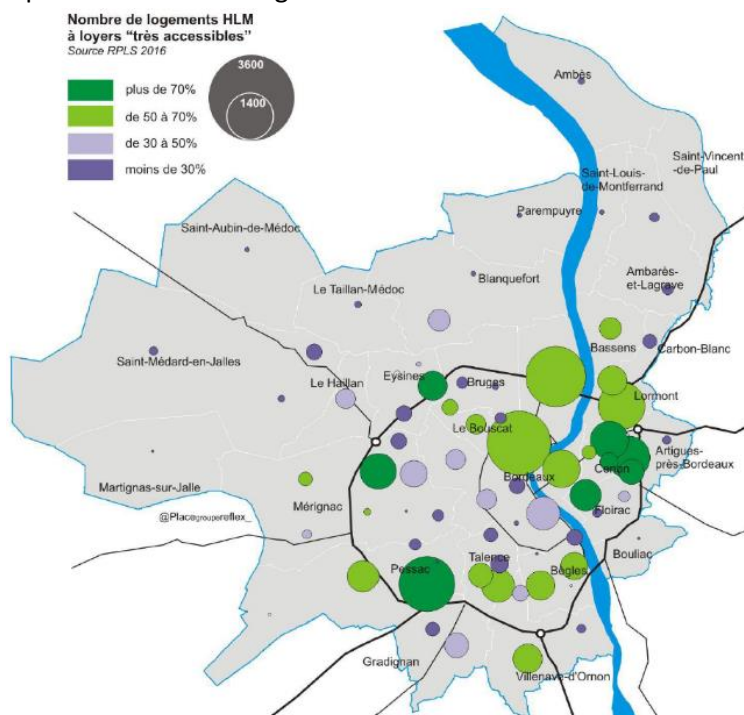 Nombre de logements HLM
à loyers "très accessibles"
Source RPLS 2016
3600
1400
plus de 70%
de 50 à 70%
de 30 à 50%
moins de 30%
Ambès
Saint-Vincent
-de-Paul
Saint-Louis
de-Montferrand
Parempuyre
Saint-Aubin-de-Médoc
Blanquefort
Le Taillan-Médoc
Ambarès-
et-Lagrave
Saint-Médard-en-Jalles
Bassens
Carbon-Blanc
Le Haillan
Eysines
Bruges
Lormont
Le Bouscat
Artigues-
près-Bordeaux
Cenon
Bordeaux
Martignas-sur-Jalle
Mérignac
Floirac
@Placegroupereflex_
Bouliac
Talence
Pessac
Bègles
Gradignan
Villenave-d'Ornon